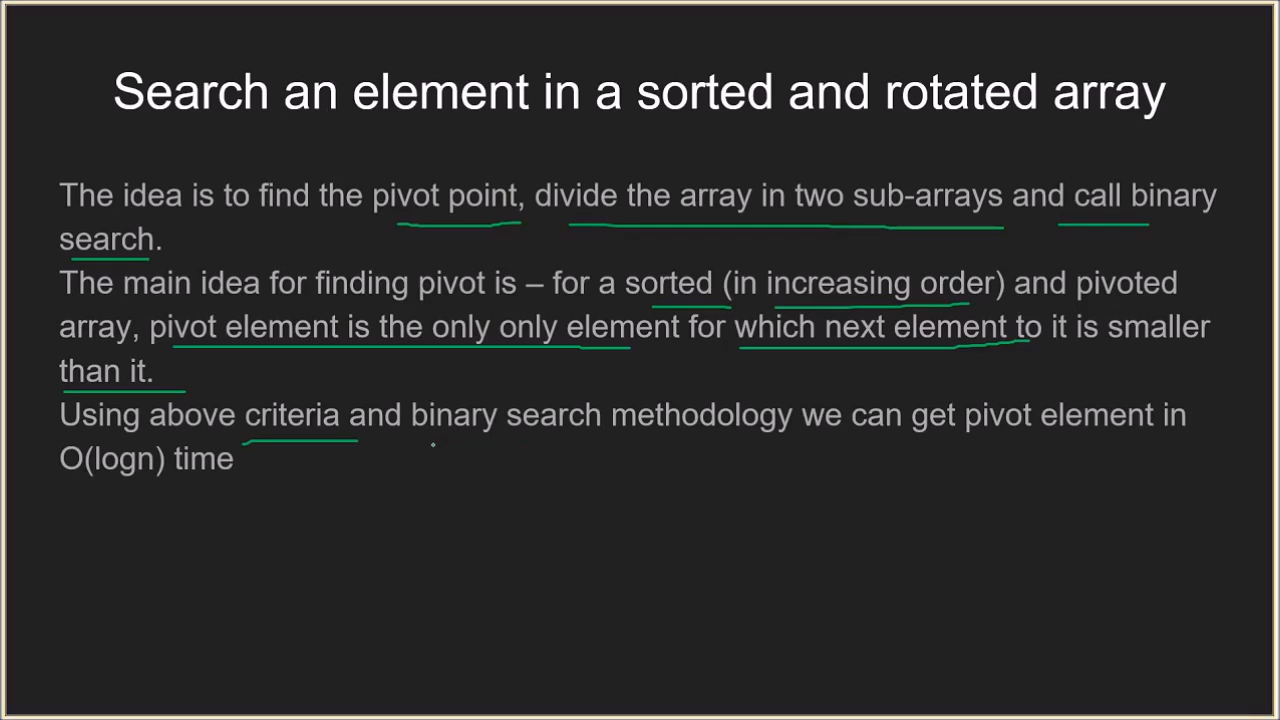 Search an element in a sorted and rotated array
The idea is to find the pivot point, divide the array in two sub-arrays and call binary
search.
The main idea for finding pivot is – for a sorted (in increasing order) and pivoted
array, pivot element is the only only element for which next element to it is smaller
than it.
Using above criteria and binary search methodology we can get pivot element in
O(logn) time